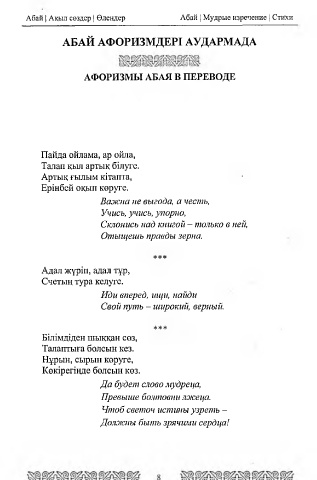 Абай | Ақыл сөздер | Өлеңдер
Абай | Мудрые изречение | Стихи
АБАЙ АФОРИЗМДЕРІ АУДАРМАДА
АФОРИЗМЫ АБАЯ В ПЕРЕВОДЕ
Пайда ойлама, ар ойла,
Талап қыл артық білуге.
Артық ғылым кітапта,
Ерінбей оқып көруге.
Важна не выгода, а честь,
Учись, учись, упорно,
Склонись над книгой – только в ней,
Отыщешь правды зерна.
***
Адал жүріп, адал тұр,
Счетың тура келуге.
Иди вперед, ищи, найди
Свой путь – широкий, верный.
***
Білімдіден шыққан сөз,
Талаптыға болсын кез.
Нұрын, сырын көруге,
Көкірегіңде болсын көз.
Да будет слово мудреца,
Превыше болтовни лжеца.
Чтоб светоч истины узреть –
Должны быть зрячими сердца!
8